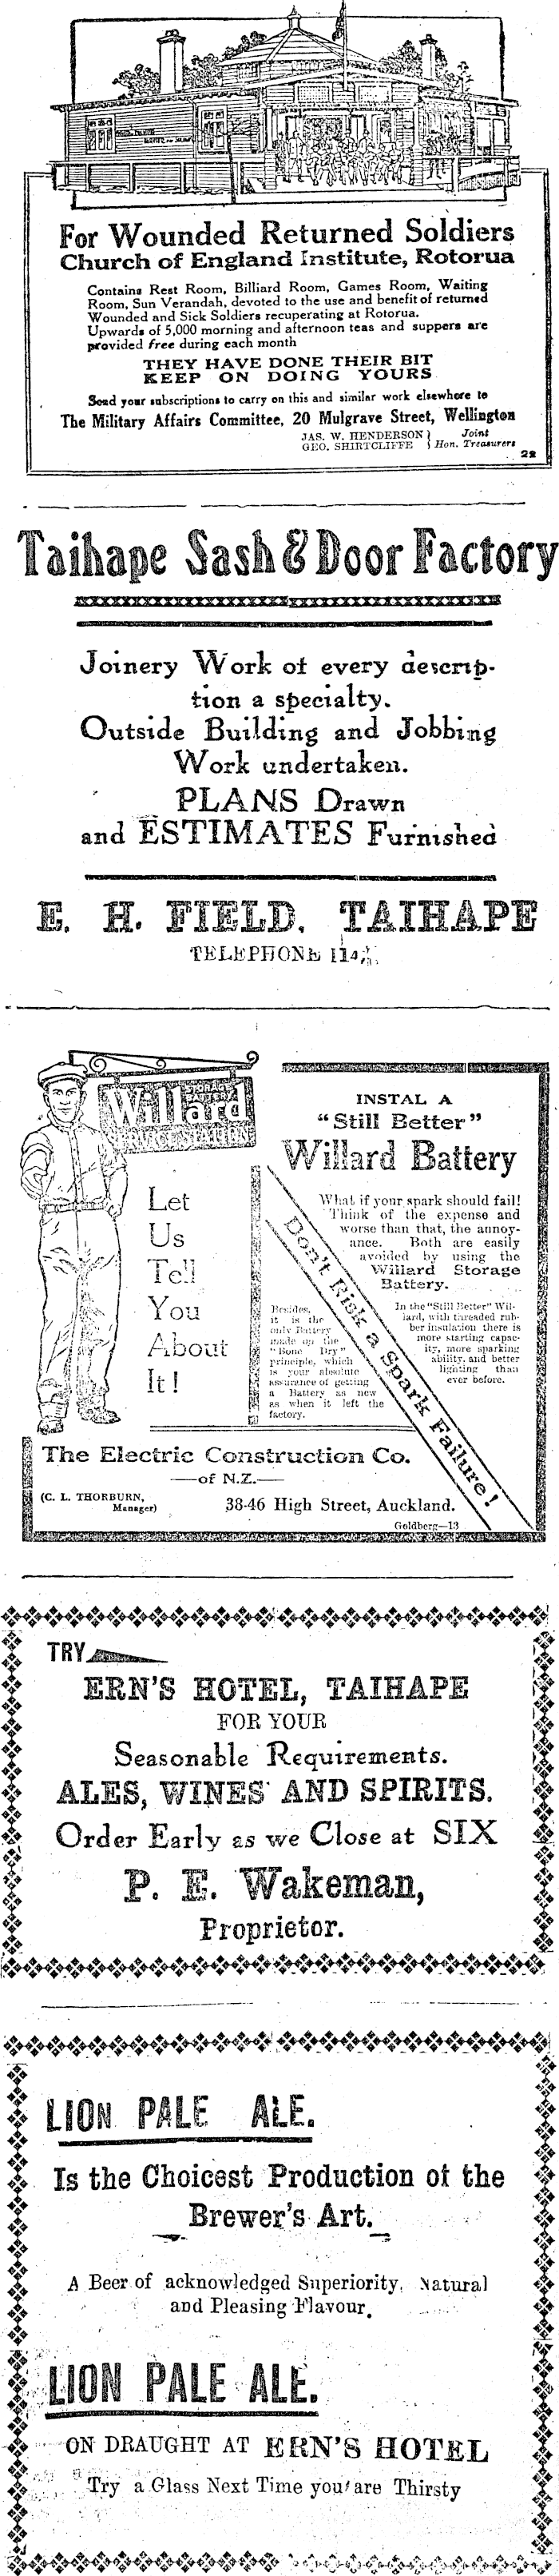 For Wounded Returned Soldiers
Church of England Institute, Rotorua
Contains Rest Room, Billiard Room, Games Room, Waiting
Room, Sun Verandah, devoted to the use and benefit of returned
Wounded and Sick Soldiers recuperating at Rotorua.
Upwards of 5,000 morning and afternoon teas and suppers are
provided free during each month
THEY HAVE DONE THEIR BIT
KEEP ON DOING YOURS
Send your subscriptions to carry on this and similar work elsewhere to
The Military Affairs Committee, 20 Mulgrave Street, Wellington
JAS. W. HENDERSON } Joint
GEO. SHIRTCLIFFE } Hon. Treasurers
22
Taihape Sash & Door Factory
Joinery Work of every descrip-
tion a specialty.
Outside Building and Jobbing
Work undertaken.
PLANS Drawn
and ESTIMATES Furnished
E. H. FIELD, TAIHAPE
TELEPHONE
Willard
STORAGE
BATTERY
SERVICE STATION
Let
Us
Tell
You
About
It!
INSTAL A
"Still Better"
Willard Battery
What if your spark should fail!
Think of the expense and
worse than that, the annoy-
ance. Both are easily
avoided by using the
Willard Storage
Battery.
Don't Risk a Spark Failure!
Besides,
it is the
only Battery
made on the
"Bone Dry"
principle, which
is your absolute
assurance of getting
a Battery as new
as when it left the
factory.
In the "Still Better" Wil-
lard, with threaded rub-
ber insulation there is
more starting capac-
ity, more sparking
ability, and better
lighting than
ever before.
The Electric Construction Co.
—of N.Z.—
(C. L. THORBURN,
Manager)
38-46 High Street, Auckland.
Goldberg—13
TRY
ERN'S HOTEL, TAIHAPE
FOR YOUR
Seasonable Requirements.
ALES, WINES AND SPIRITS.
Order Early as we Close at SIX
P. E. Wakeman,
Proprietor.
LION PALE ALE.
Is the Choicest Production of the
Brewer's Art.
A Beer of acknowledged Superiority, Natural
and Pleasing Flavour.
LION PALE ALE.
ON DRAUGHT AT ERN'S HOTEL
Try a Glass Next Time you are Thirsty